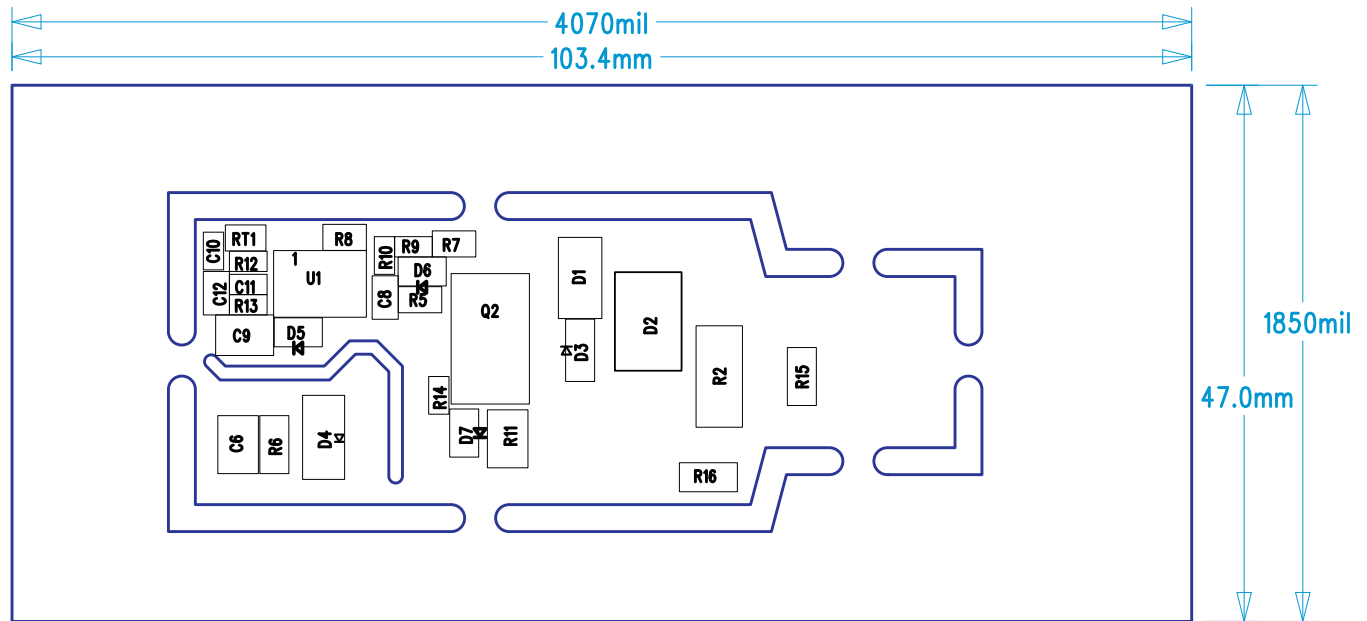 4070mil
103.4mm
C10
RT1
R8
R12
1
U1
R10
R9
R7
D6
C12
C11
R13
C8
R5
C9
D5
Q2
D1
D2
D3
R2
R15
1850mil
47.0mm
R14
C6
R6
D4
D7
R11
R16